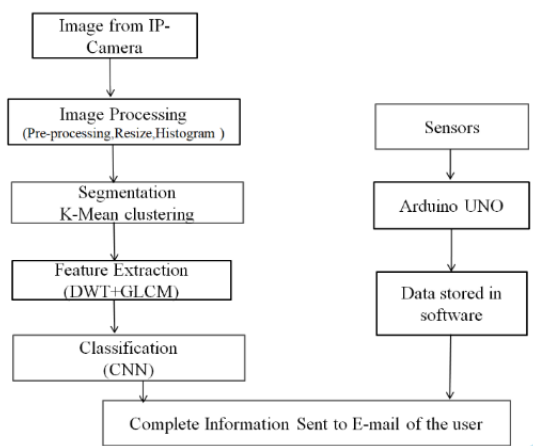 Image from IP-
Camera
Image Processing
(Pre-processing,Resize,Histogram )
Segmentation
K-Mean clustering
Feature Extraction
(DWT+GLCM)
Classification
(CNN)
Sensors
Arduino UNO
Data stored in
software
Complete Information Sent to E-mail of the user